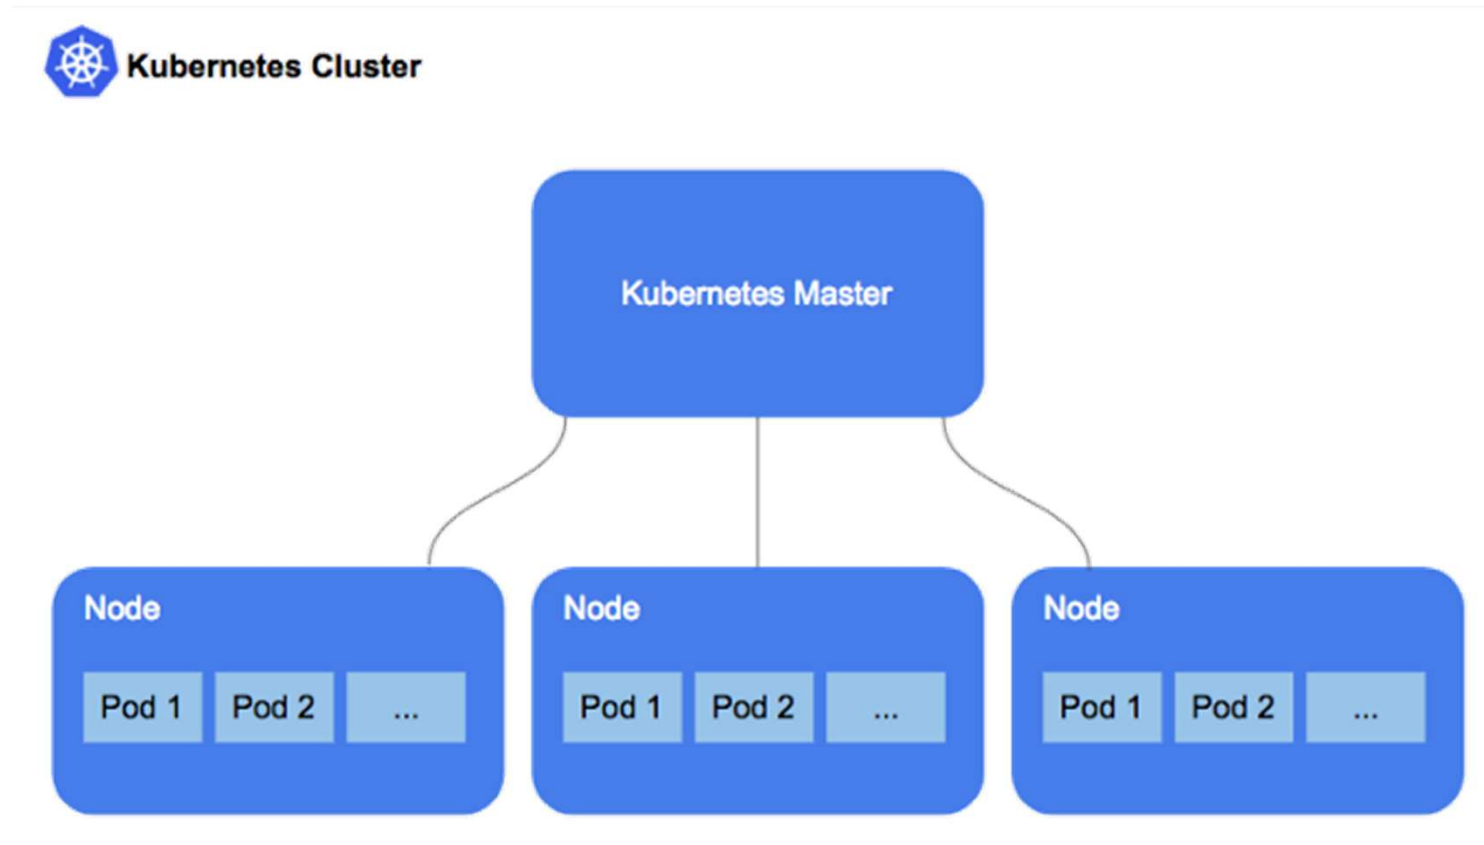 Kubernetes Cluster
Kubernetes Master
Node
Pod 1
Pod 2
...
Node
Pod 1
Pod 2
...
Node
Pod 1
Pod 2
...